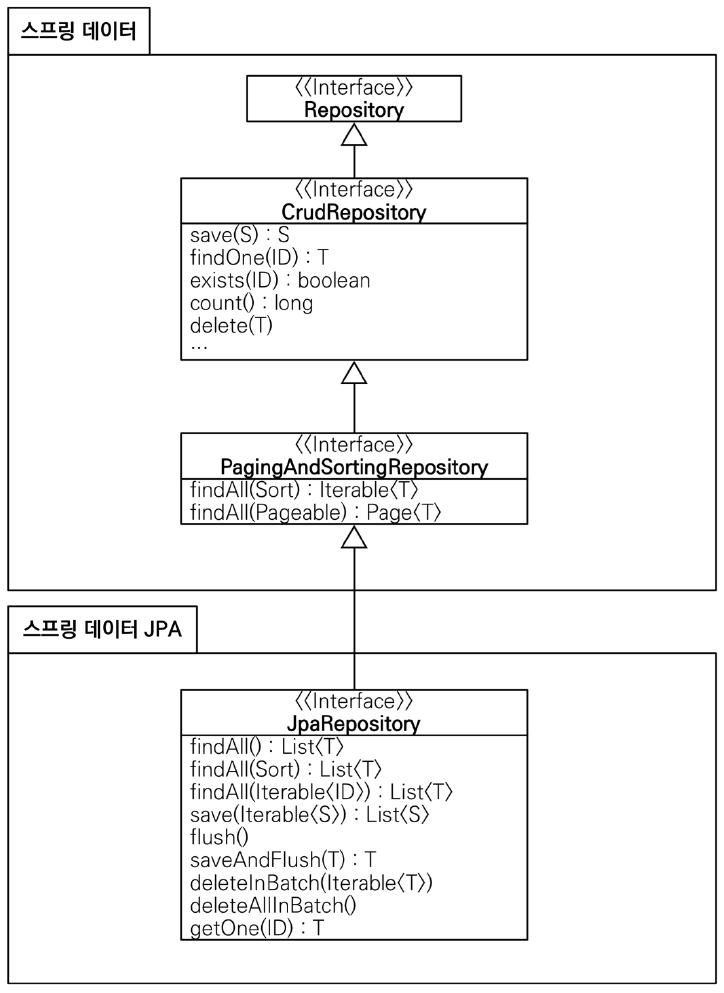 스프링 데이터
〈〈Interface〉〉
Repository
〈〈Interface〉〉
CrudRepository
save(S) : S
findOne(ID) : T
exists(ID) : boolean
count() : long
delete(T)
...
〈〈Interface〉〉
PagingAndSortingRepository
findAll(Sort) : Iterable〈T〉
findAll(Pageable) : Page〈T〉
스프링 데이터 JPA
〈〈Interface〉〉
JpaRepository
findAll() : List〈T〉
findAll(Sort) : List〈T〉
findAll(Iterable〈ID〉) : List〈T〉
save(Iterable〈S〉) : List〈S〉
flush()
saveAndFlush(T) : T
deleteInBatch(Iterable〈T〉)
deleteAllInBatch()
getOne(ID) : T